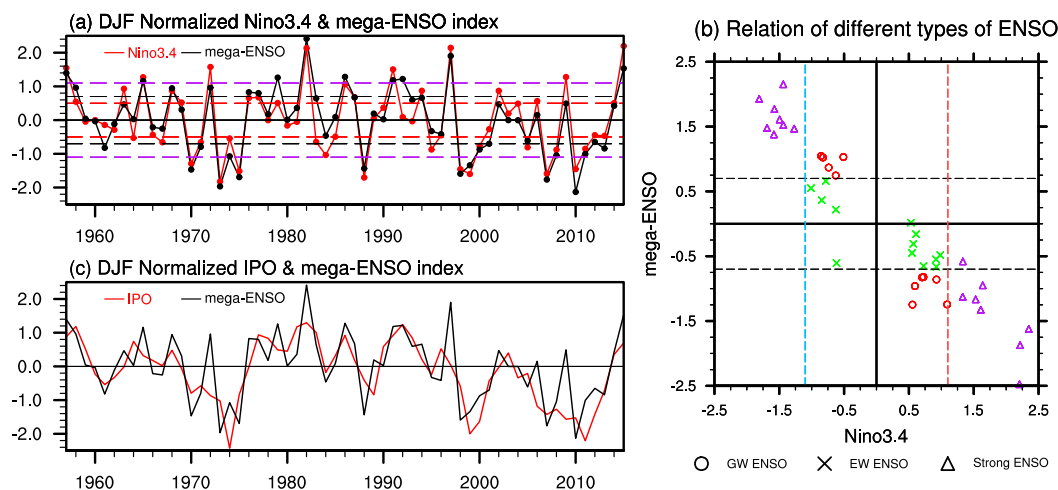 (a) DJF Normalized Nino3.4 & mega-ENSO index
Nino3.4 mega-ENSO
2.0
1.0
0.0
-1.0
-2.0
1960 1970 1980 1990 2000 2010
(c) DJF Normalized IPO & mega-ENSO index
IPO mega-ENSO
2.0
1.0
0.0
-1.0
-2.0
1960 1970 1980 1990 2000 2010
(b) Relation of different types of ENSO
mega-ENSO
2.5
1.5
0.5
-0.5
-1.5
-2.5
-2.5 -1.5 -0.5 0.5 1.5 2.5
Nino3.4
GW ENSO EW ENSO Strong ENSO